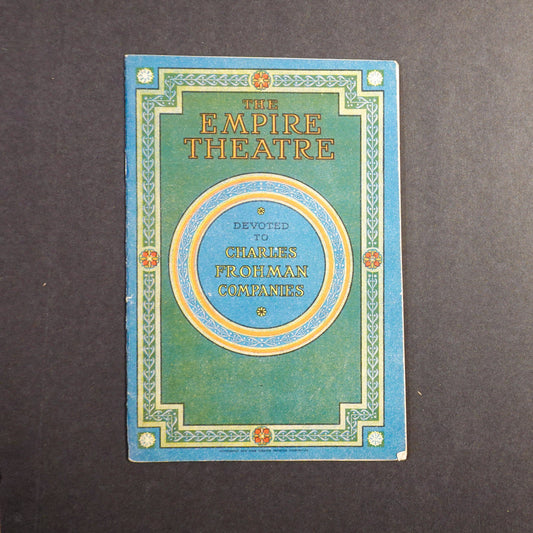 THE
EMPIRE
THEATRE
DEVOTED
TO
CHARLES
FROHMAN
COMPANIES